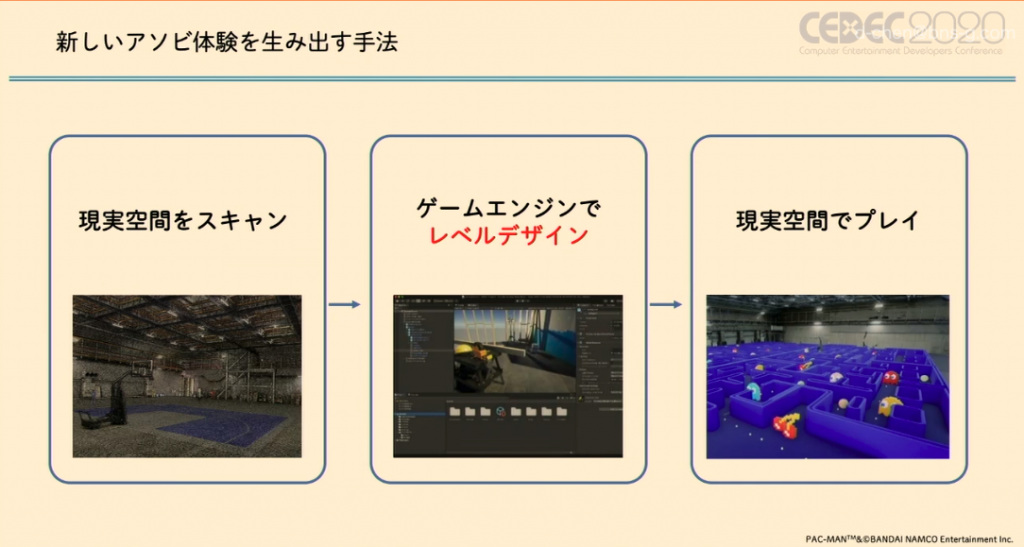 新しいアソビ体験を生み出す手法
CEDEC2020
Computer Entertainment Developers Conference
現実空間をスキャン
ゲームエンジンで
レベルデザイン
現実空間でプレイ
PAC-MAN™&©BANDAI NAMCO Entertainment Inc.